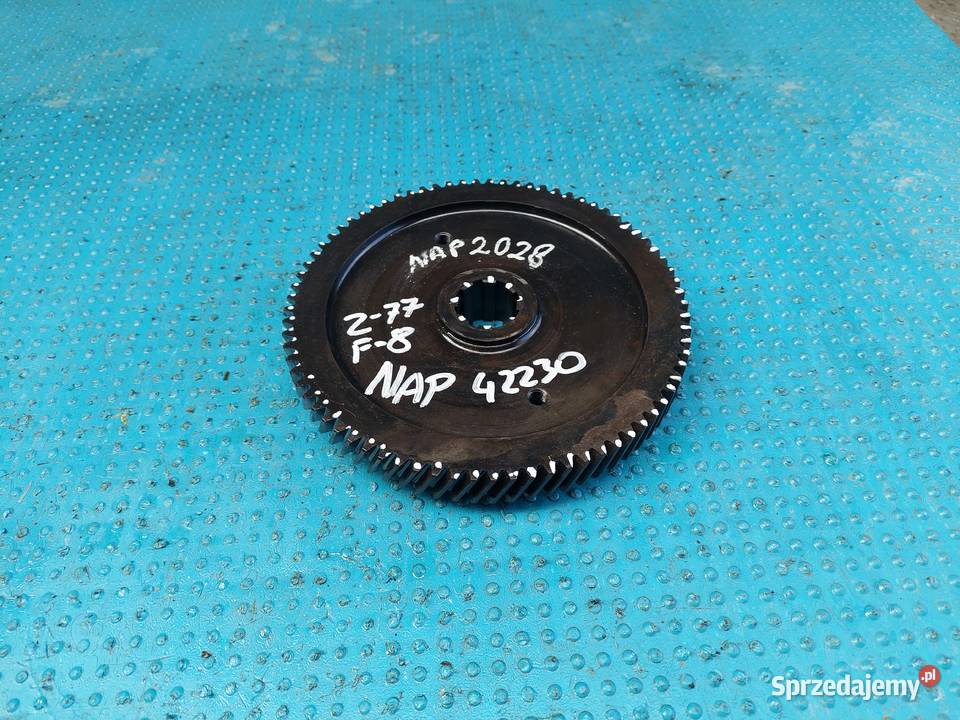 NAP 2028
Z-77
F-8
NAP 42230
Sprzedajemy.pl